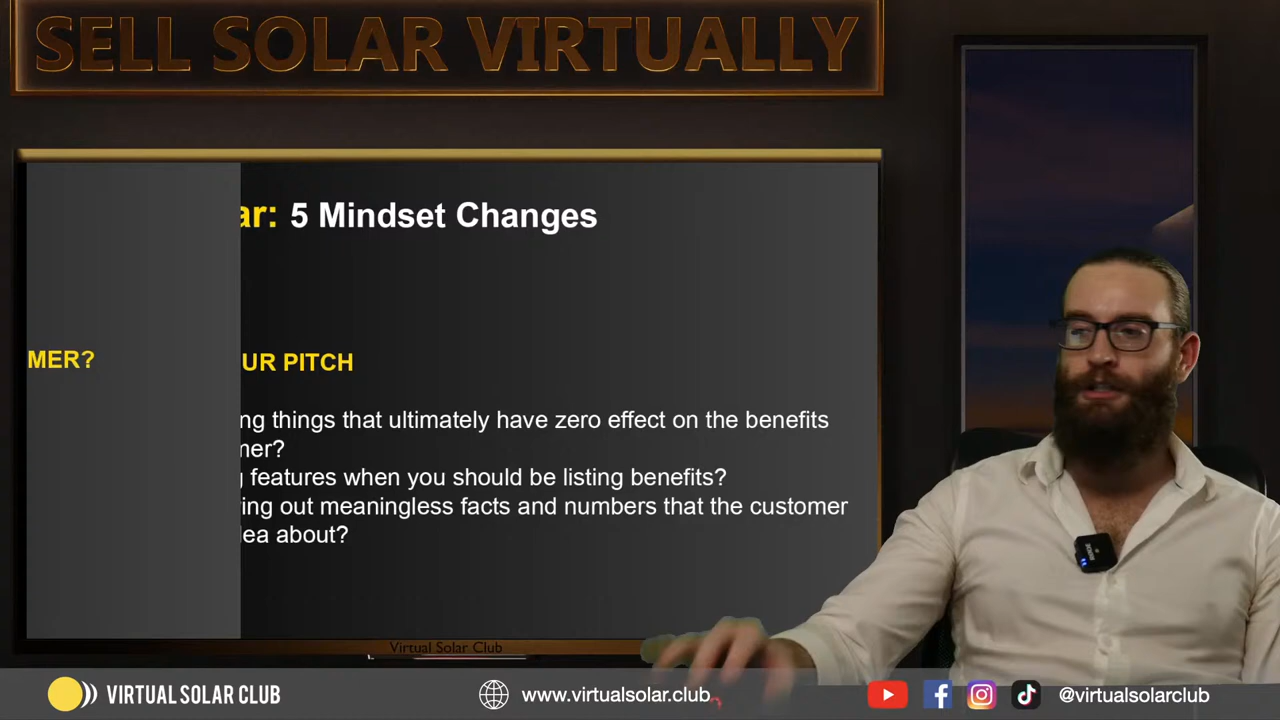 SELL SOLAR VIRTUALLY
ar: 5 Mindset Changes
MER?
UR PITCH
ng things that ultimately have zero effect on the benefits
mer?
features when you should be listing benefits?
ing out meaningless facts and numbers that the customer
dea about?
Virtual Solar Club
VIRTUAL SOLAR CLUB
www.virtualsolar.club
@virtualsolarclub